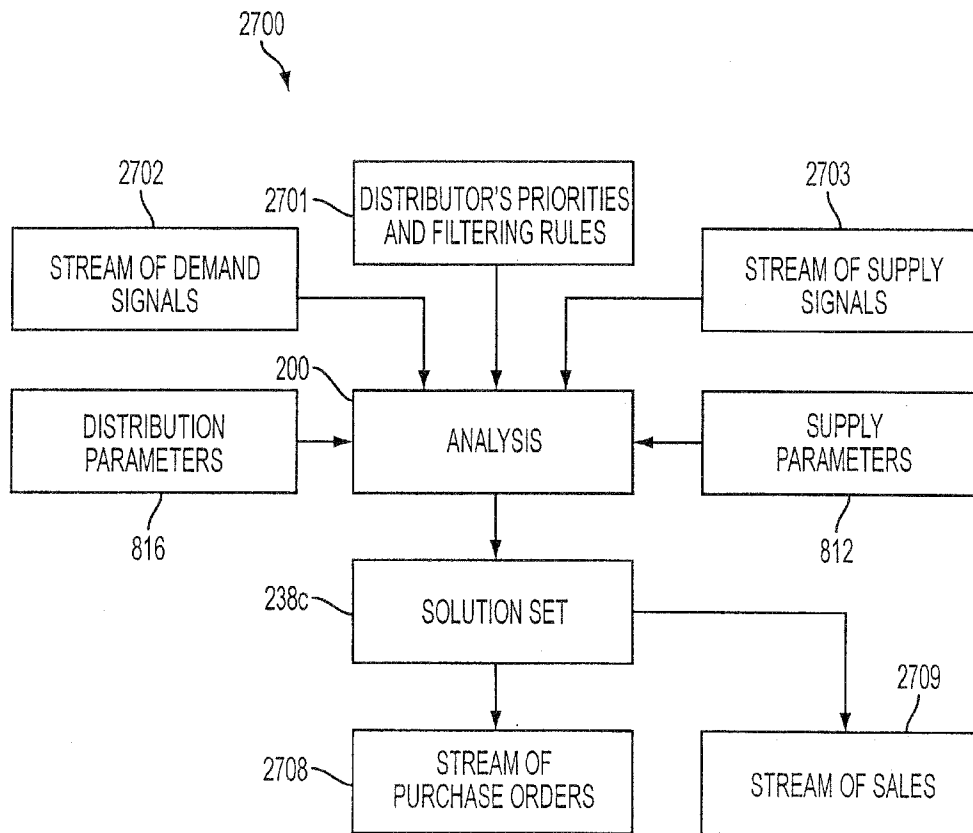 2700
2702
2701
2703
DISTRIBUTOR'S PRIORITIES
AND FILTERING RULES
STREAM OF DEMAND
SIGNALS
STREAM OF SUPPLY
SIGNALS
200
DISTRIBUTION
PARAMETERS
ANALYSIS
SUPPLY
PARAMETERS
816
812
238c
SOLUTION SET
2709
2708
STREAM OF
PURCHASE ORDERS
STREAM OF SALES